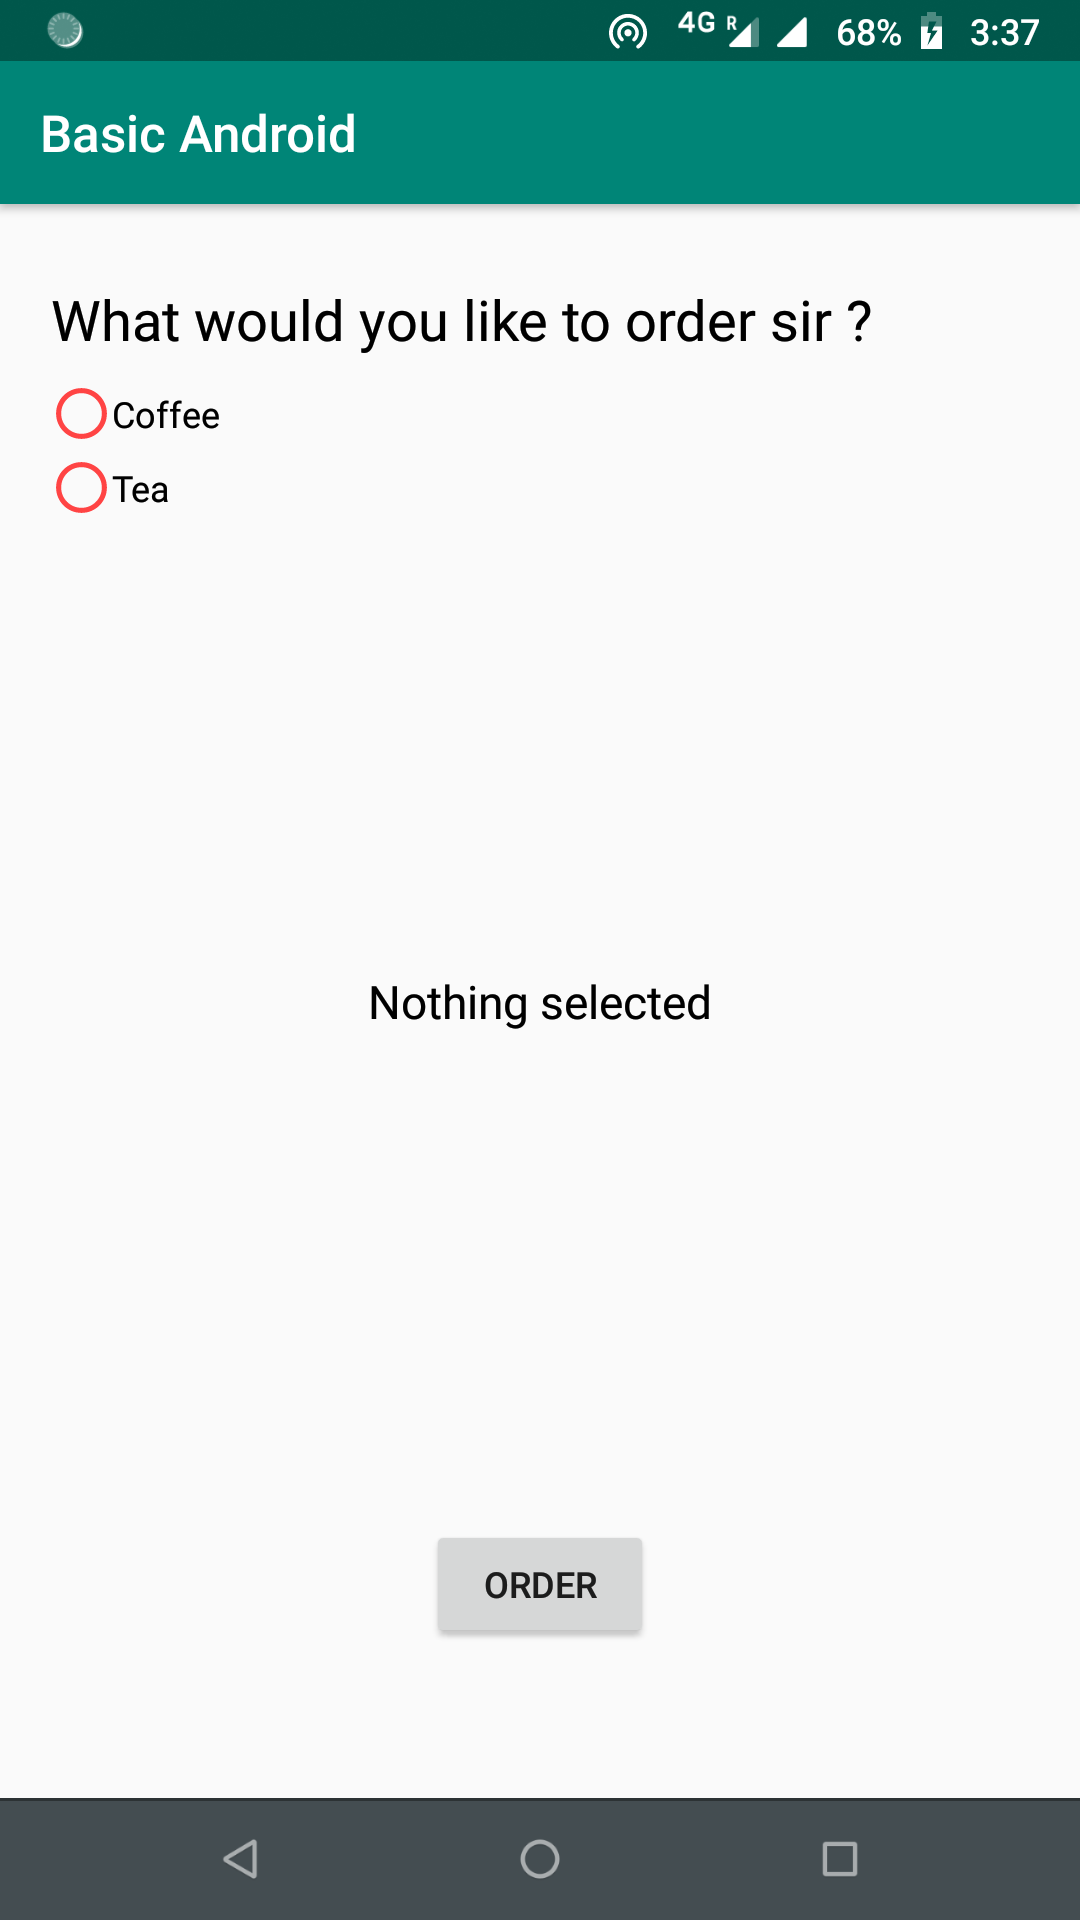 4G R 68% 3:37
Basic Android
What would you like to order sir ?
Coffee
Tea
Nothing selected
ORDER